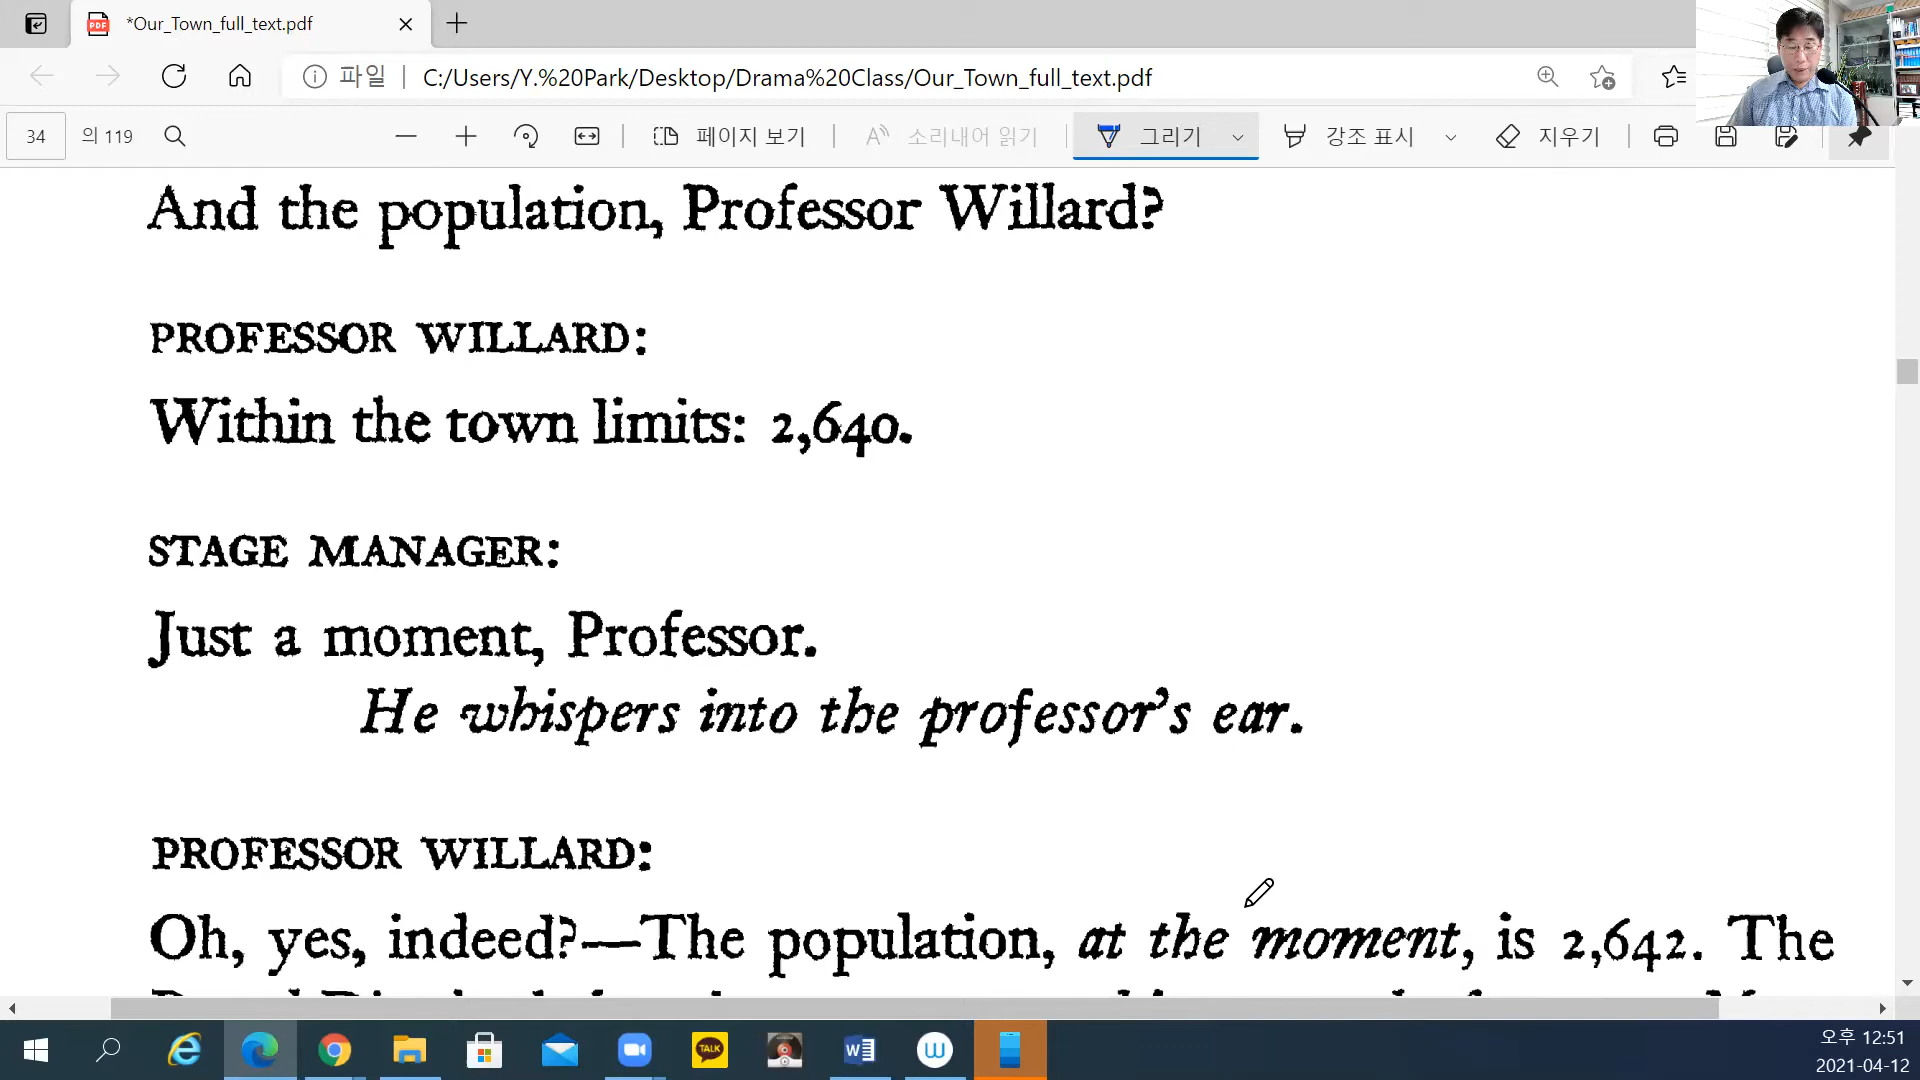 *Our_Town_full_text.pdf
파일 C:/Users/Y.%20Park/Desktop/Drama%20Class/Our_Town_full_text.pdf
34 의 119 페이지 보기 소리내어 읽기 그리기 강조 표시 지우기
And the population, Professor Willard?
PROFESSOR WILLARD:
Within the town limits: 2,640.
STAGE MANAGER:
Just a moment, Professor.
He whispers into the professor's ear.
PROFESSOR WILLARD:
Oh, yes, indeed?—The population, at the moment, is 2,642. The
TALK
오후 12:51
2021-04-12